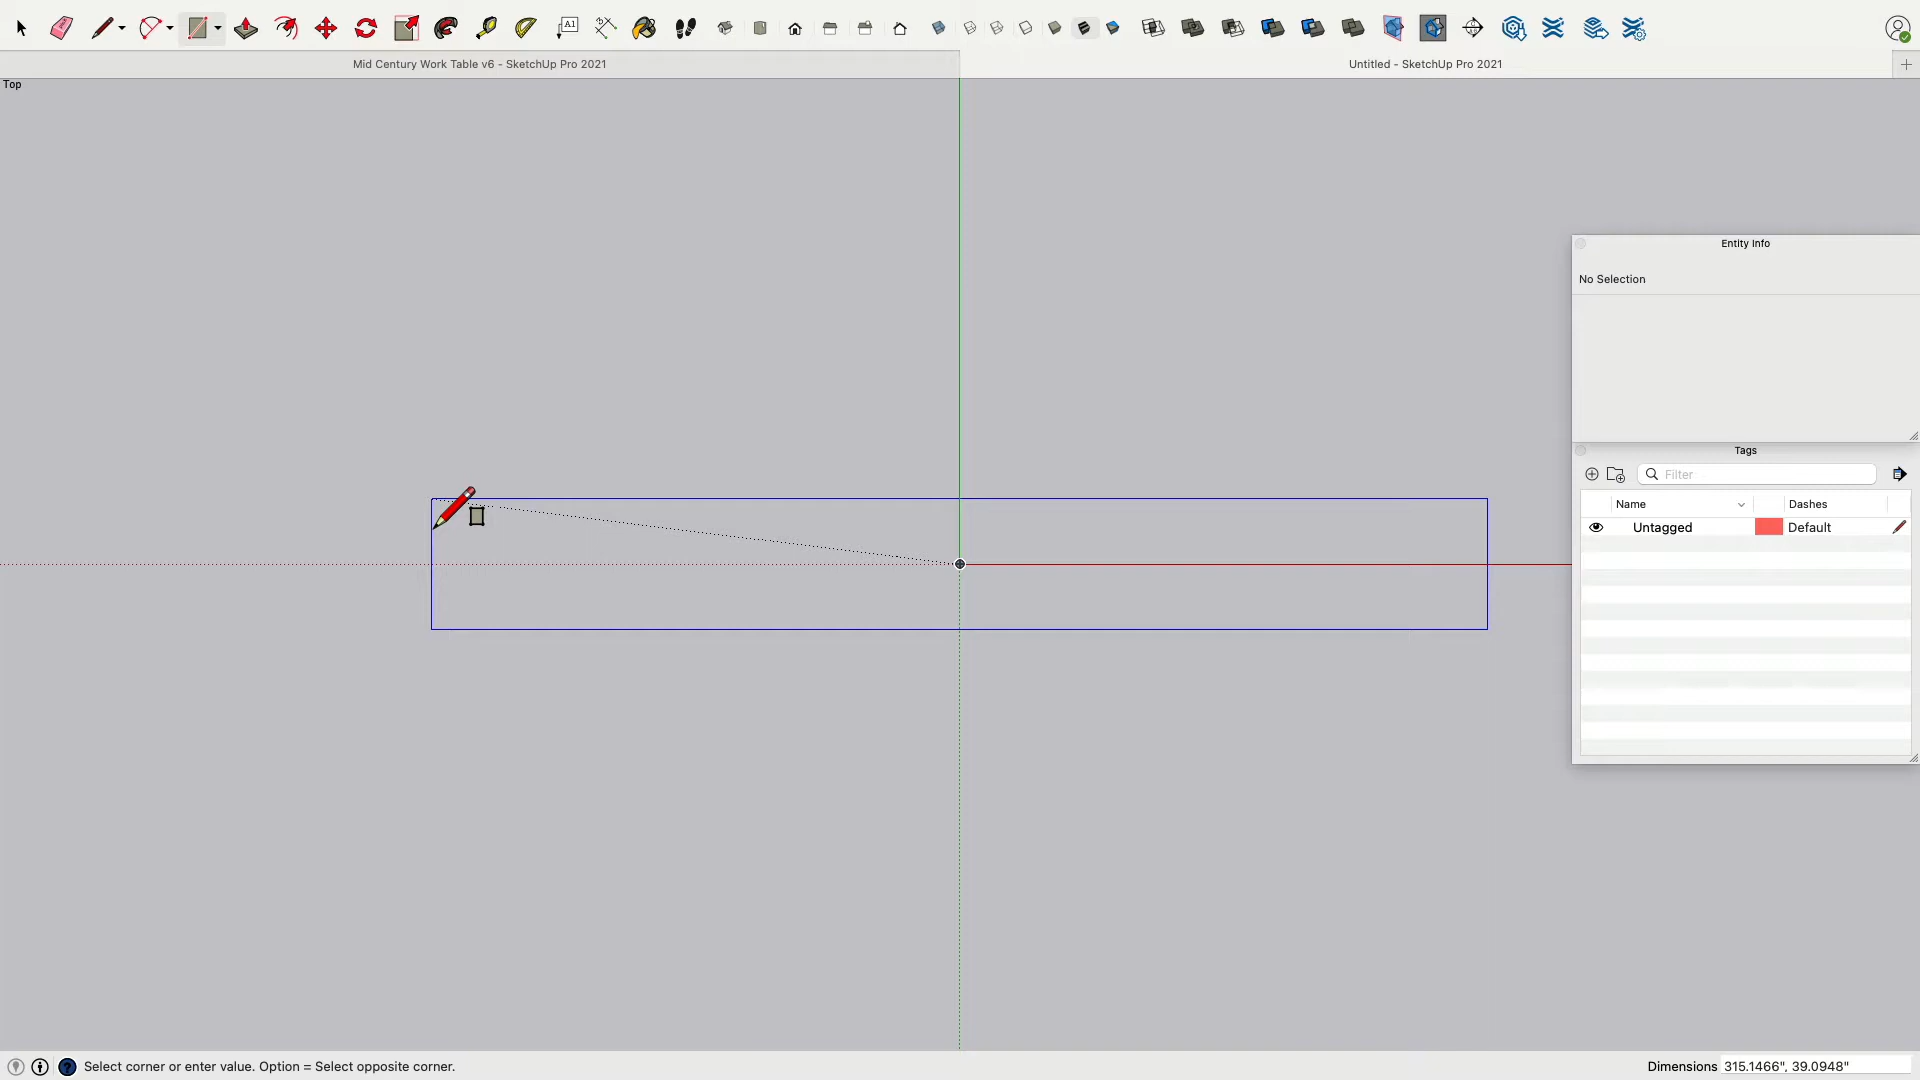 A1
Mid Century Work Table v6 - SketchUp Pro 2021
Untitled - SketchUp Pro 2021
Top
Entity Info
No Selection
Tags
Filter
Name
Dashes
Untagged
Default
Select corner or enter value. Option = Select opposite corner.
Dimensions
315.1466", 39.0948"